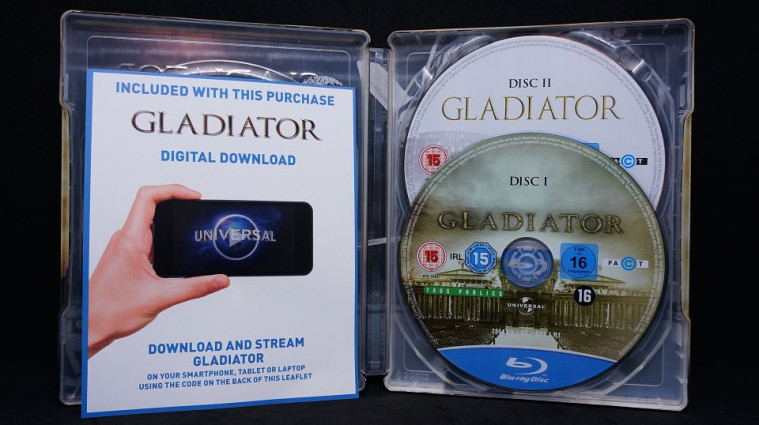 INCLUDED WITH THIS PURCHASE
GLADIATOR
DIGITAL DOWNLOAD
UNIVERSAL
DOWNLOAD AND STREAM
GLADIATOR
ON YOUR SMARTPHONE, TABLET OR LAPTOP
USING THE CODE ON THE BACK OF THIS LEAFLET
DISC II
GLADIATOR
15
DISC I
GLADIATOR
15
IRL
15
16
FACT
TOUS PUBLICS
UNIVERSAL
16
Blu-ray Disc